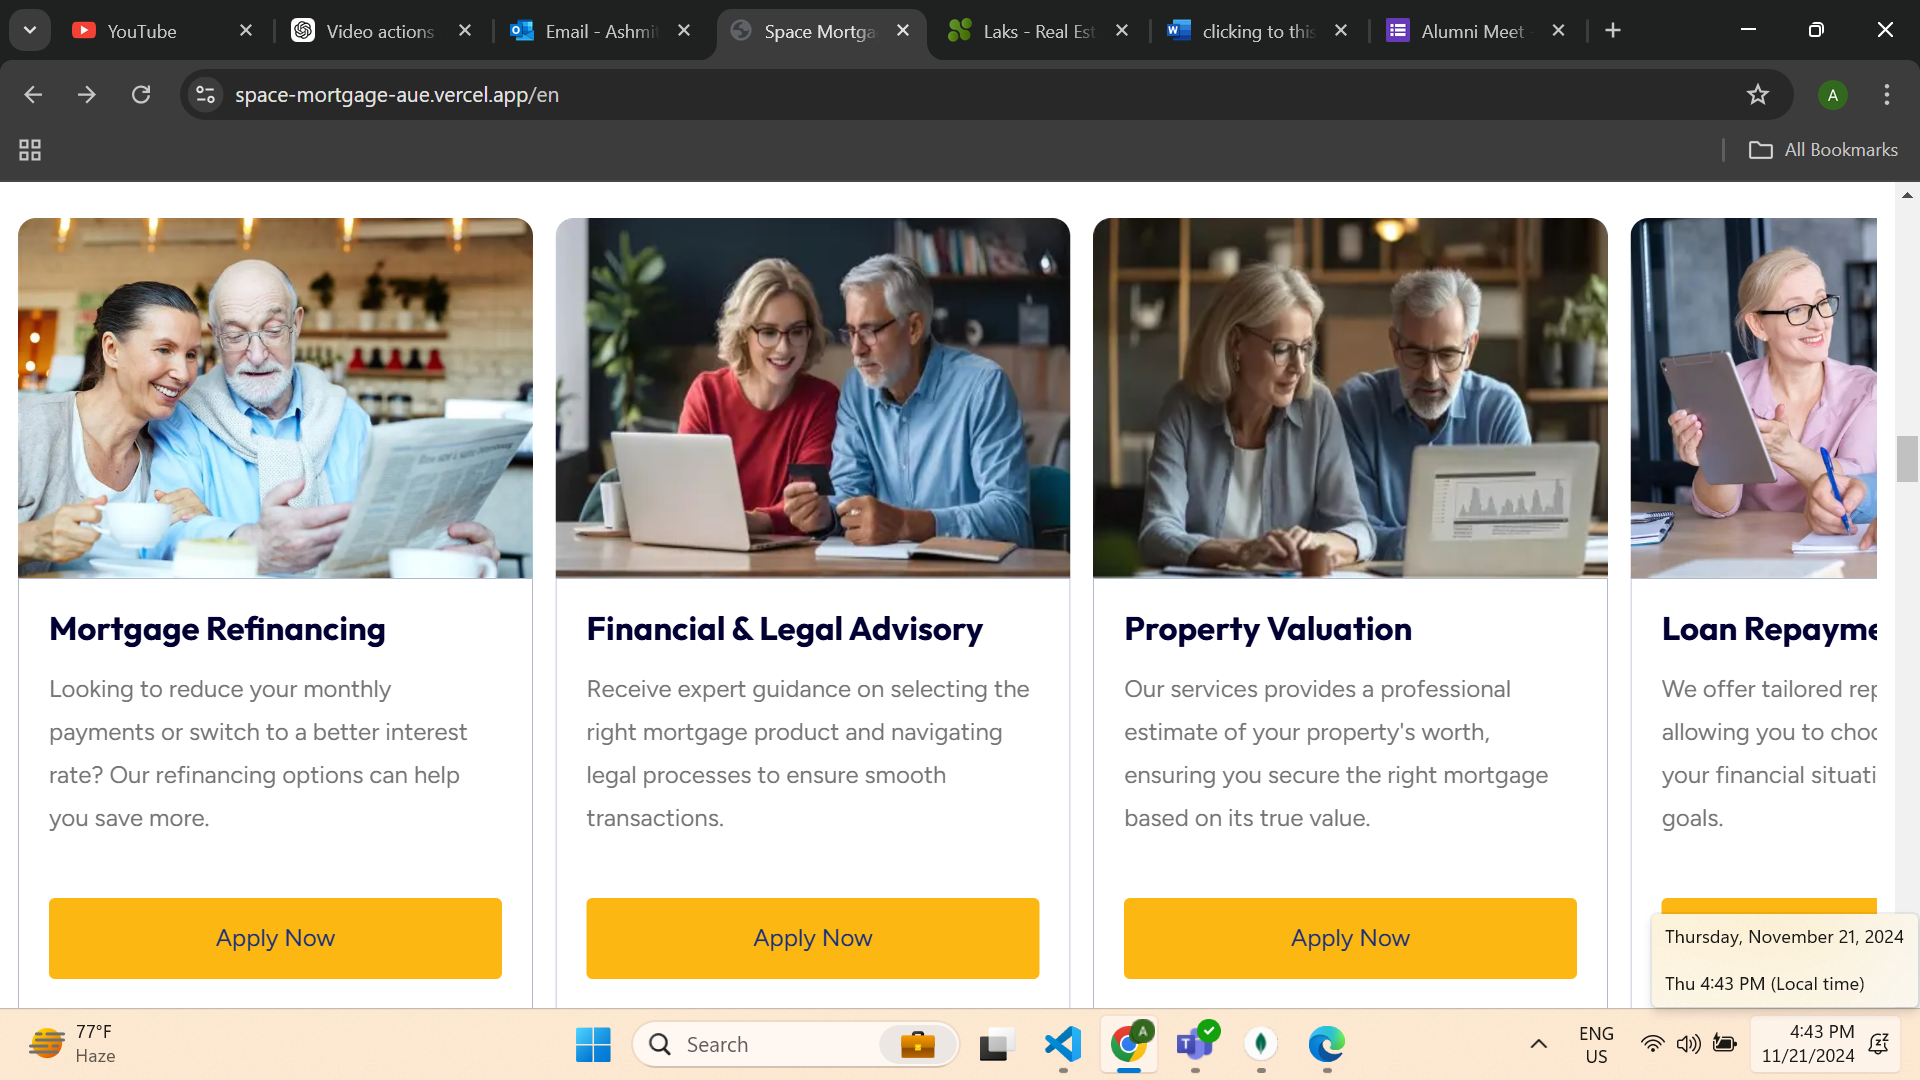 YouTube
Video actions
Email - Ashmit
Space Mortga
Laks - Real Est
clicking to this
Alumni Meet -
space-mortgage-aue.vercel.app/en
A
All Bookmarks
Mortgage Refinancing
Looking to reduce your monthly
payments or switch to a better interest
rate? Our refinancing options can help
you save more.
Apply Now
Financial & Legal Advisory
Receive expert guidance on selecting the
right mortgage product and navigating
legal processes to ensure smooth
transactions.
Apply Now
Property Valuation
Our services provides a professional
estimate of your property's worth,
ensuring you secure the right mortgage
based on its true value.
Apply Now
Loan Repayme
We offer tailored rep
allowing you to choo
your financial situati
goals.
Thursday, November 21, 2024
Thu 4:43 PM (Local time)
77°F
Haze
Search
A
T
ENG
US
4:43 PM
11/21/2024